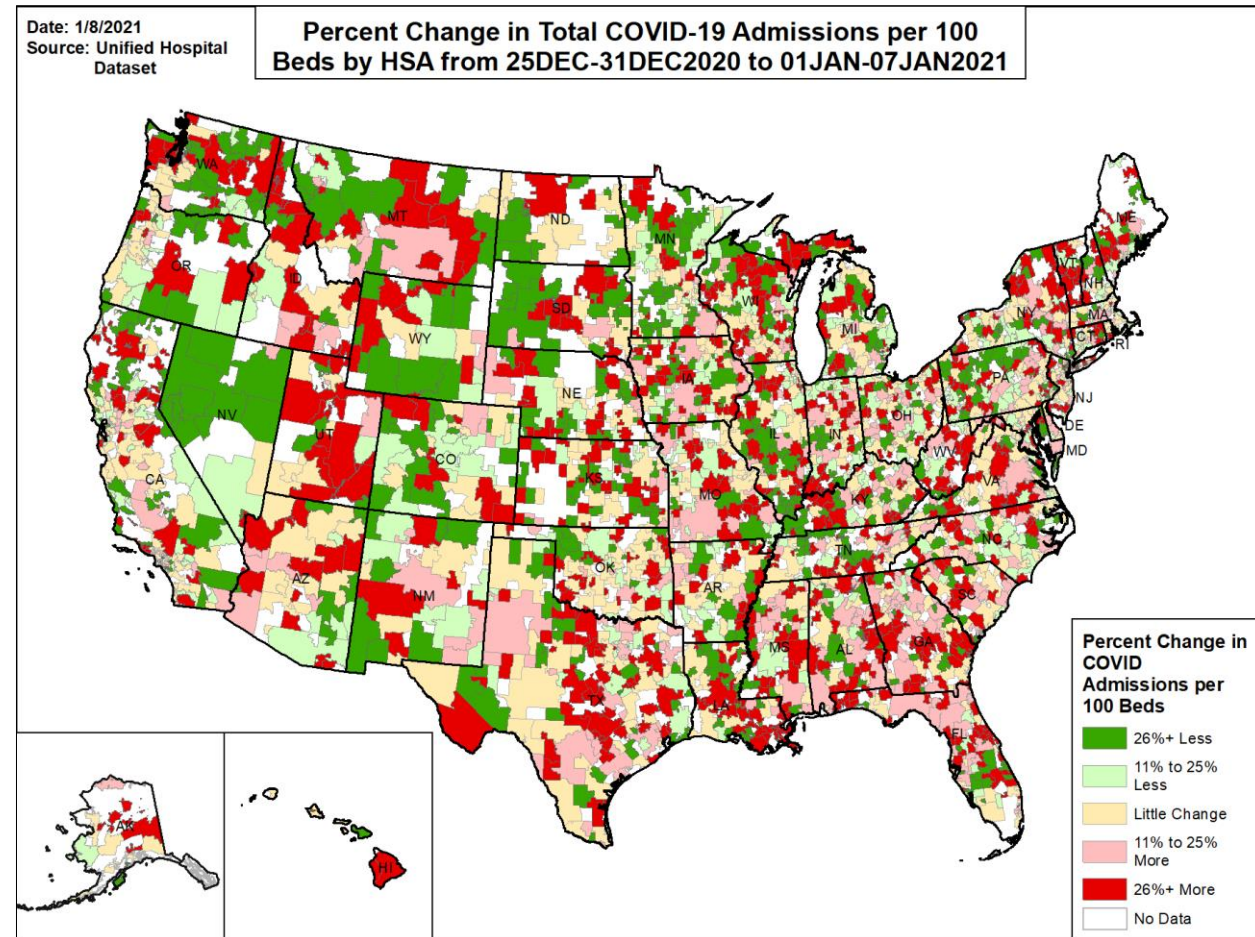 Date: 1/8/2021
Source: Unified Hospital
Dataset
Percent Change in Total COVID-19 Admissions per 100
Beds by HSA from 25DEC-31DEC2020 to 01JAN-07JAN2021
WA
MT
ND
MN
ME
OR
ID
SD
WI
VT
NH
WY
MI
NY
MA
CT
RI
NV
NE
IA
PA
NJ
UT
CO
IL
IN
OH
DE
MD
WV
CA
KS
MO
KY
VA
AZ
NM
OK
AR
TN
NC
SC
MS
AL
GA
TX
LA
FL
AK
HI
Percent Change in
COVID
Admissions per
100 Beds
26%+ Less
11% to 25%
Less
Little Change
11% to 25%
More
26%+ More
No Data